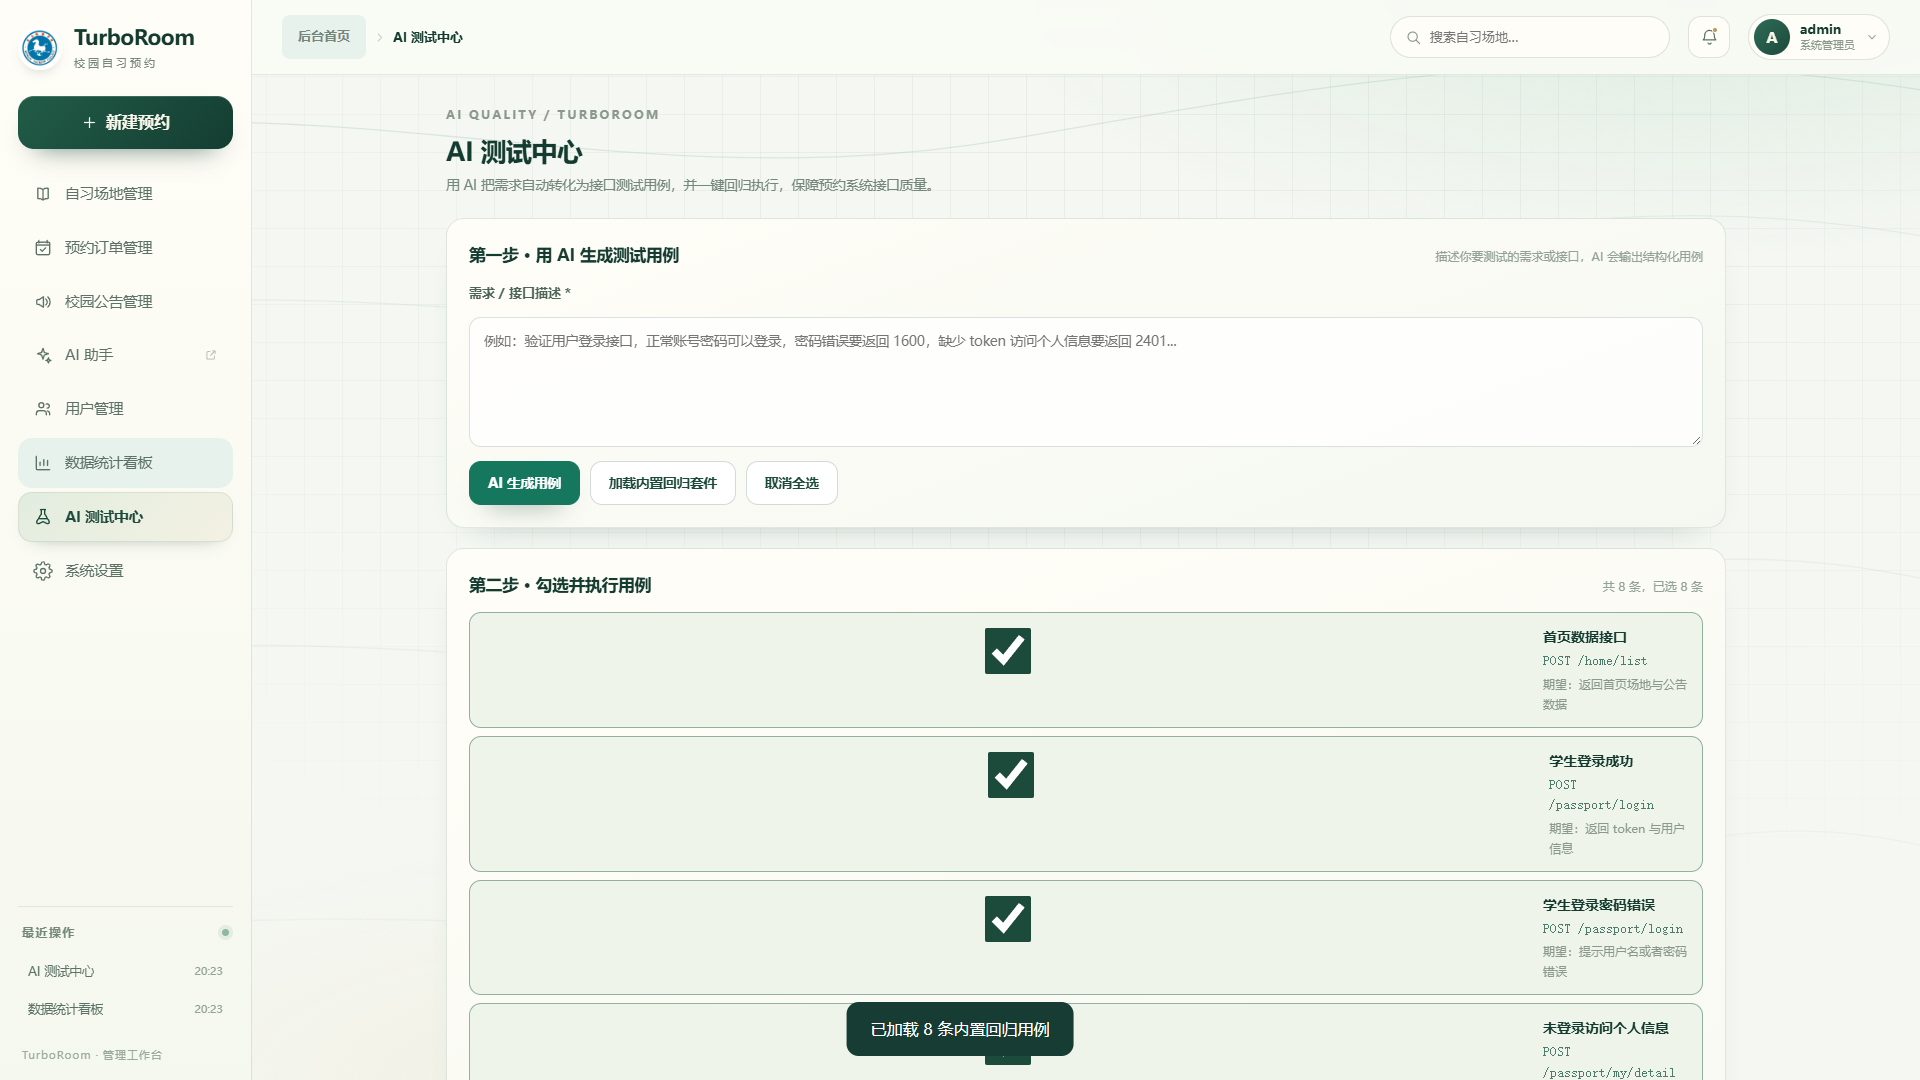 TurboRoom
校园自习预约
+ 新建预约
自习场地管理
预约订单管理
校园公告管理
AI 助手
用户管理
数据统计看板
AI 测试中心
系统设置
最近操作
AI 测试中心 20:23
数据统计看板 20:23
TurboRoom · 管理工作台
后台首页 › AI 测试中心
搜索自习场地...
A
admin
系统管理员
AI QUALITY / TURBOROOM
AI 测试中心
用 AI 把需求自动转化为接口测试用例，并一键回归执行，保障预约系统接口质量。
第一步 · 用 AI 生成测试用例
描述你要测试的需求或接口，AI 会输出结构化用例
需求 / 接口描述 *
例如：验证用户登录接口，正常账号密码可以登录，密码错误要返回 1600，缺少 token 访问个人信息要返回 2401...
AI 生成用例
加载内置回归套件
取消全选
第二步 · 勾选并执行用例
共 8 条，已选 8 条
首页数据接口
POST /home/list
期望：返回首页场地与公告
数据
学生登录成功
POST
/passport/login
期望：返回 token 与用户
信息
学生登录密码错误
POST /passport/login
期望：提示用户名或者密码
错误
未登录访问个人信息
POST
/passport/my/detail
已加载 8 条内置回归用例